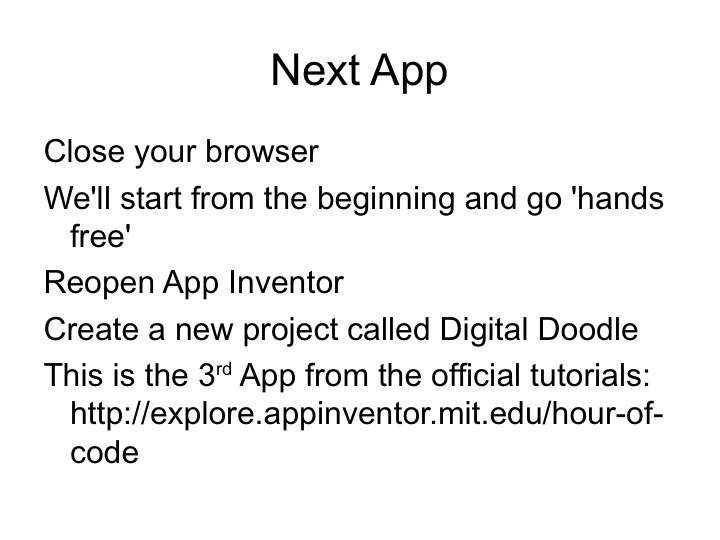 Next App
Close your browser
We'll start from the beginning and go 'hands
free'
Reopen App Inventor
Create a new project called Digital Doodle
This is the 3rd App from the official tutorials:
http://explore.appinventor.mit.edu/hour-of-
code